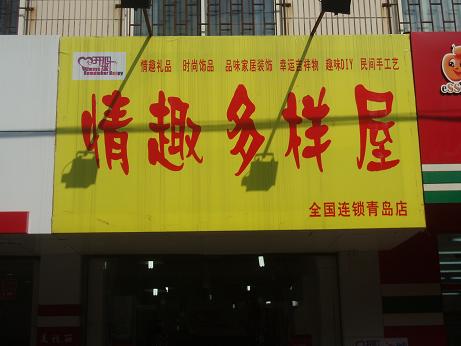 情趣礼品 时尚饰品 品味家居装饰 幸运吉祥物 趣味DIY 民间手工艺
Remember Enjoy
情趣多样屋
全国连锁青岛店